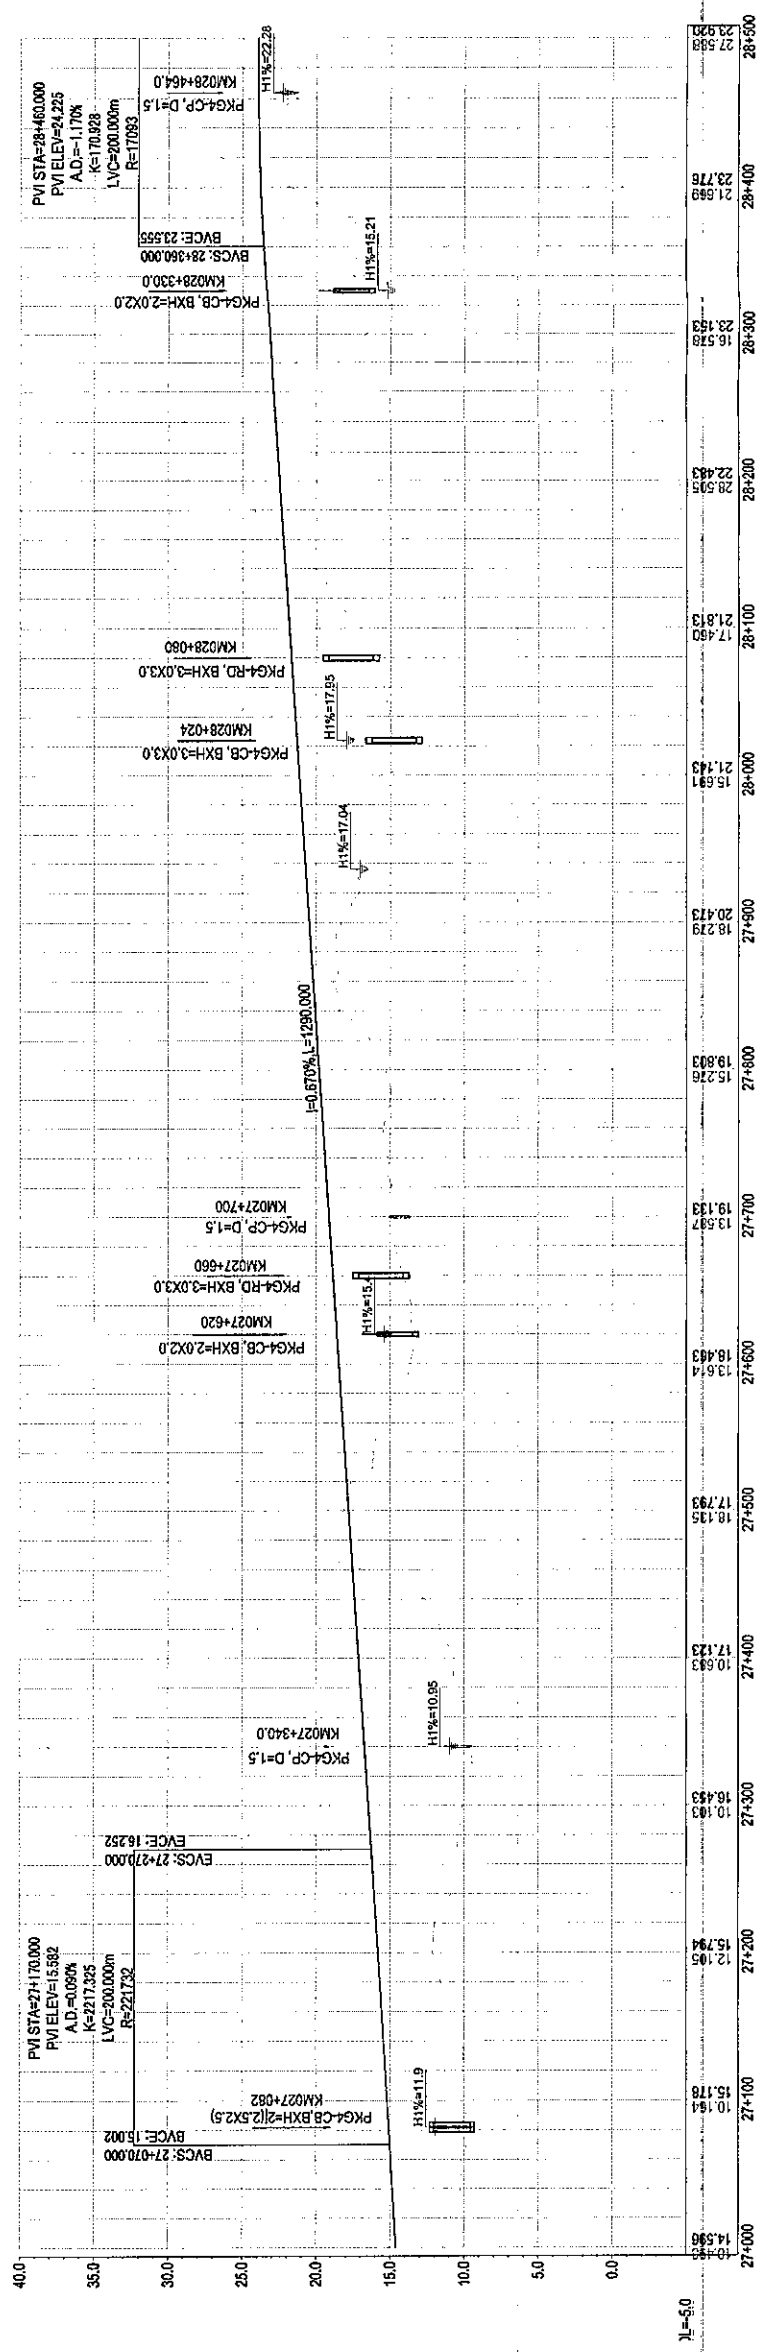 40.0
35.0
30.0
25.0
20.0
15.0
10.0
5.0
0.0
PVI STA=27+170.000
PVI ELEV=15.582
A.D.=0.090%
K=2217.325
LVC=200.000m
R=221732
BVCS: 27+070.000
BVCE: 15.002
EVCS: 27+270.000
EVCE: 16.252
PKG4-CB,BXH=2[(2.5X2.5)
KM027+082
H1%=11.9
PKG4-CP, D=1.5
KM027+340.0
H1%=10.95
PKG4-CB, BXH=2.0X2.0
KM027+620
H1%=15.4
PKG4-RD, BXH=3.0X3.0
KM027+660
PKG4-CP, D=1.5
KM027+700
I=0.670%, L=1290.000
H1%=17.04
PKG4-CB, BXH=3.0X3.0
KM028+024
H1%=17.95
PKG4-RD, BXH=3.0X3.0
KM028+080
PKG4-CB, BXH=2.0X2.0
KM028+330.0
H1%=15.21
BVCS: 28+360.000
BVCE: 23.555
PVI STA=28+460.000
PVI ELEV=24.225
A.D.=-1.170%
K=170.928
LVC=200.000m
R=17093
PKG4-CP, D=1.5
KM028+464.0
H1%=22.28
14.596
15.178
10.164
15.794
12.105
16.453
10.103
17.123
10.683
17.793
18.135
18.463
13.614
19.133
13.587
19.803
15.276
20.473
18.279
21.143
15.691
21.813
17.460
22.483
28.505
23.153
16.578
23.776
21.669
23.920
27.588
27+000
27+100
27+200
27+300
27+400
27+500
27+600
27+700
27+800
27+900
28+000
28+100
28+200
28+300
28+400
28+500